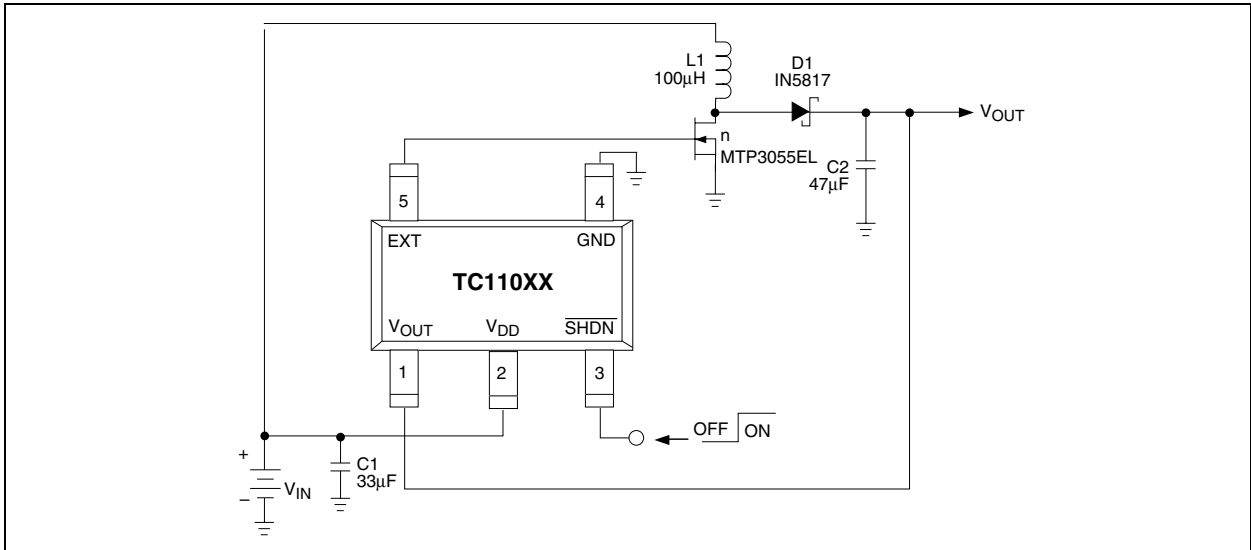 L1
100µH
D1
IN5817
VOUT
n
MTP3055EL
C2
47µF
5
4
EXT
GND
TC110XX
VOUT
VDD
SHDN
1
2
3
OFF
ON
+
–
VIN
C1
33µF